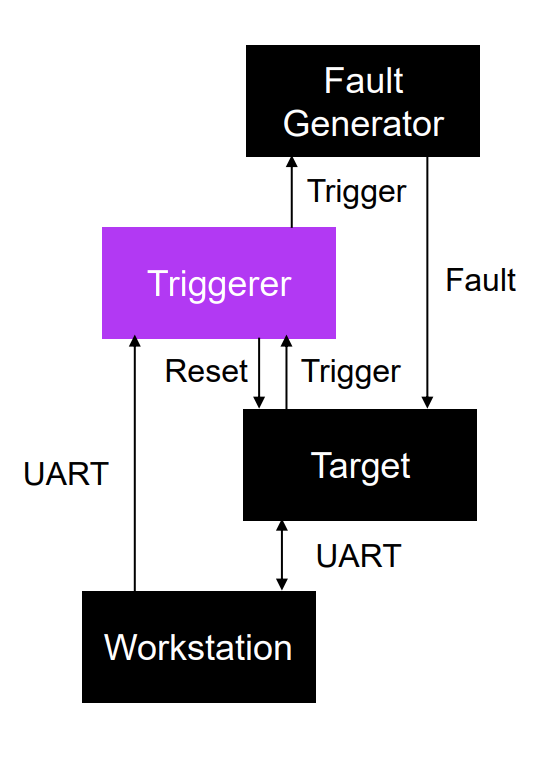 Fault
Generator
Trigger
Triggerer
Fault
Reset
Trigger
Target
UART
UART
Workstation